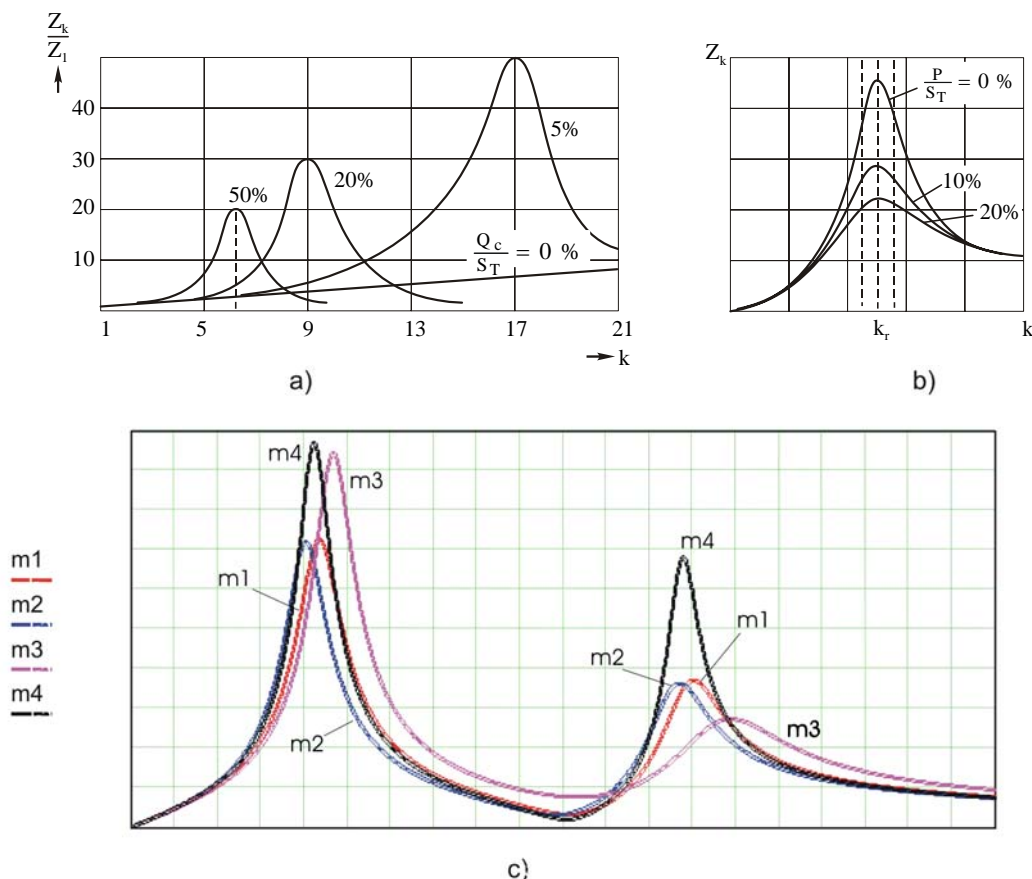 Z_k
Z_1
40
30
20
10
50%
20%
5%
Q_c
S_T = 0 %
1 5 9 13 17 21
k
a)
Z_k
P
S_T = 0 %
10%
20%
k_r k
b)
m4
m3
m1
m2
m4
m1
m2
m3
m1
m2
m3
m4
c)